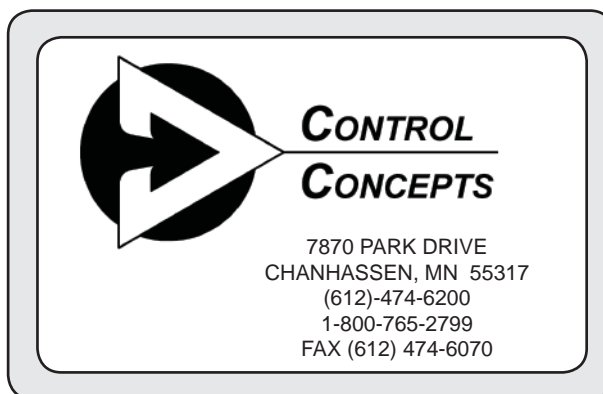 CONTROL
CONCEPTS
7870 PARK DRIVE
CHANHASSEN, MN 55317
(612)-474-6200
1-800-765-2799
FAX (612) 474-6070